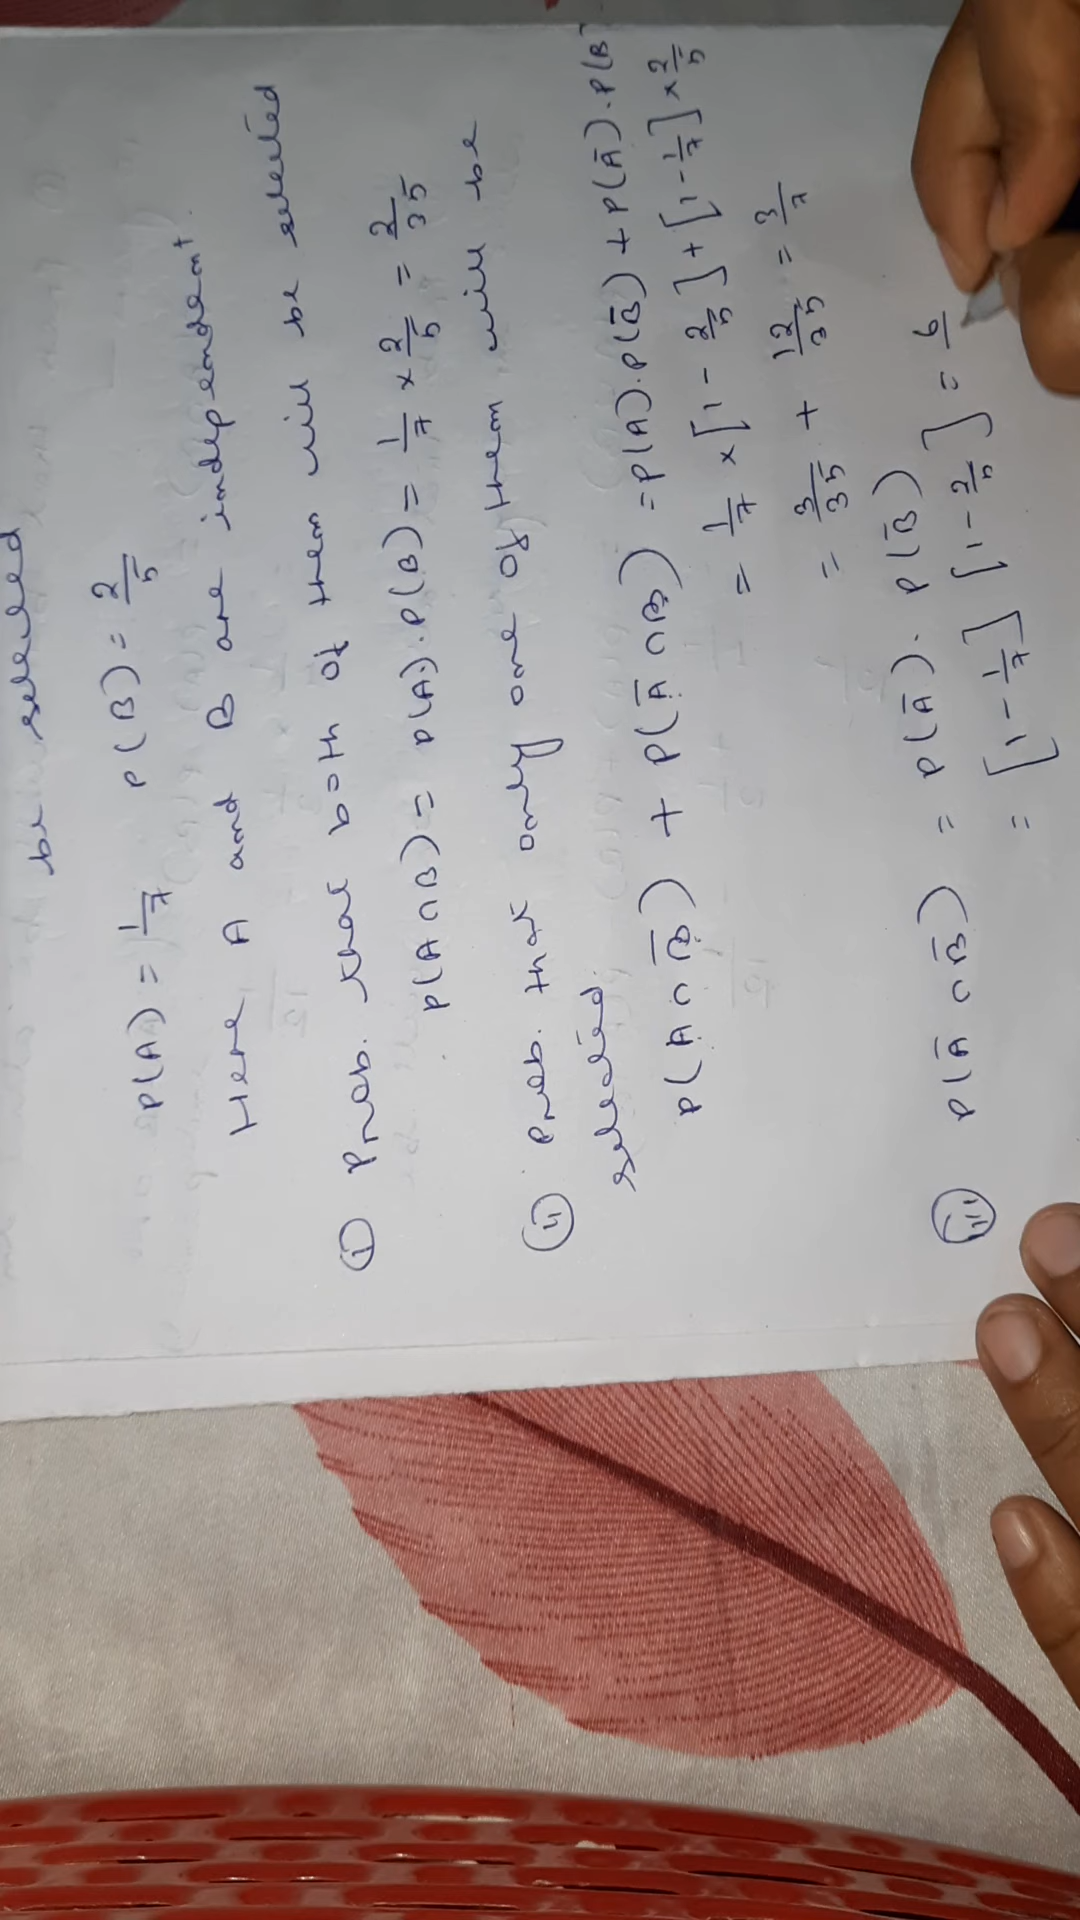 be selected
P(A) = 1/7 P(B) = 2/5
Here A and B are independent.
(i) Prob. that both of them will be selected
P(A∩B) = P(A).P(B) = 1/7 × 2/5 = 2/35
(ii) Prob. that only one of them will be
selected.
P(A∩B̄) + P(Ā∩B) = P(A).P(B̄) + P(Ā).P(B)
= 1/7 × [1 - 2/5] + [1 - 1/7] × 2/5
= 3/35 + 12/35 = 3/7
(iii) P(Ā∩B̄) = P(Ā).P(B̄)
= [1 - 1/7] [1 - 2/5] = 6/